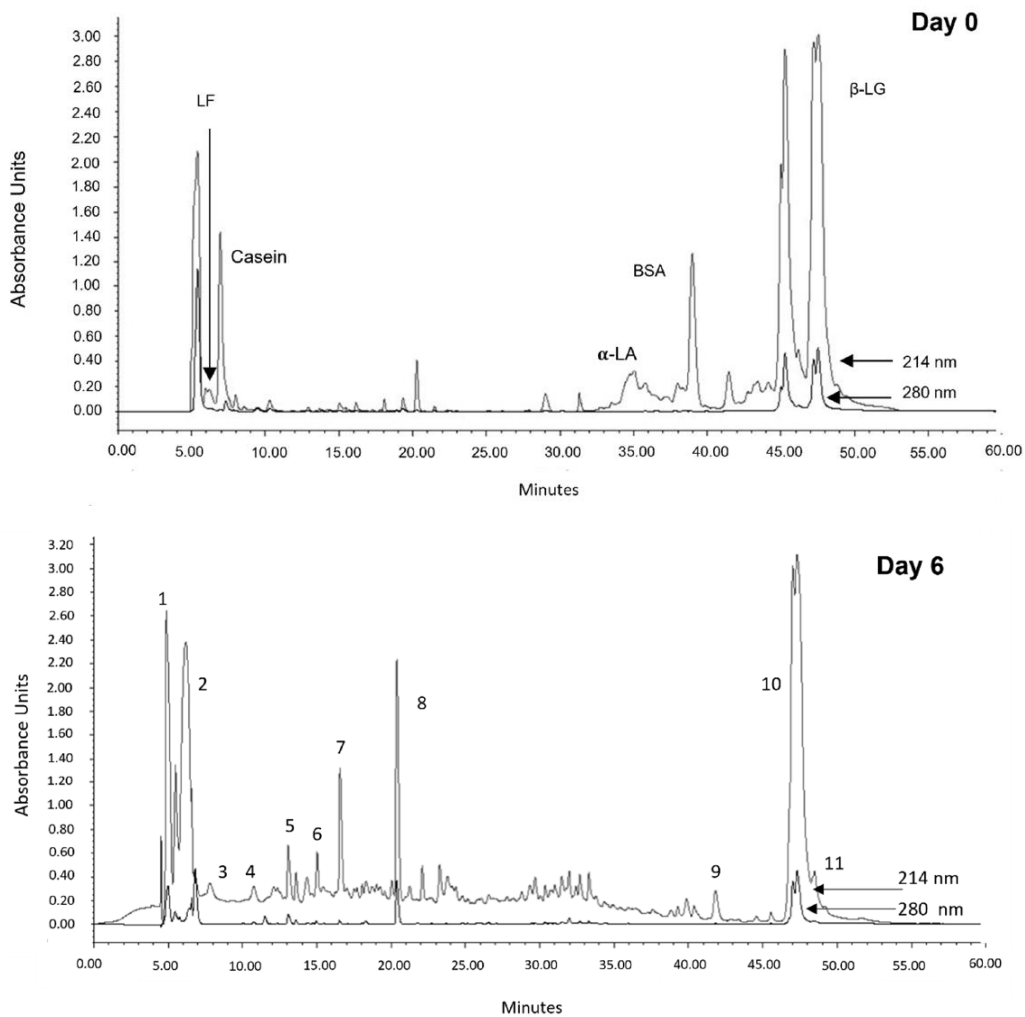 Day 0
3.00
2.80
2.60
2.40
2.20
2.00
1.80
1.60
1.40
1.20
1.00
0.80
0.60
0.40
0.20
0.00
Absorbance Units
LF
Casein
α-LA
BSA
β-LG
214 nm
280 nm
0.00 5.00 10.00 15.00 20.00 25.00 30.00 35.00 40.00 45.00 50.00 55.00 60.00
Minutes
Day 6
3.20
3.00
2.80
2.60
2.40
2.20
2.00
1.80
1.60
1.40
1.20
1.00
0.80
0.60
0.40
0.20
0.00
Absorbance Units
1
2
3
4
5
6
7
8
9
10
11
214 nm
280 nm
0.00 5.00 10.00 15.00 20.00 25.00 30.00 35.00 40.00 45.00 50.00 55.00 60.00
Minutes